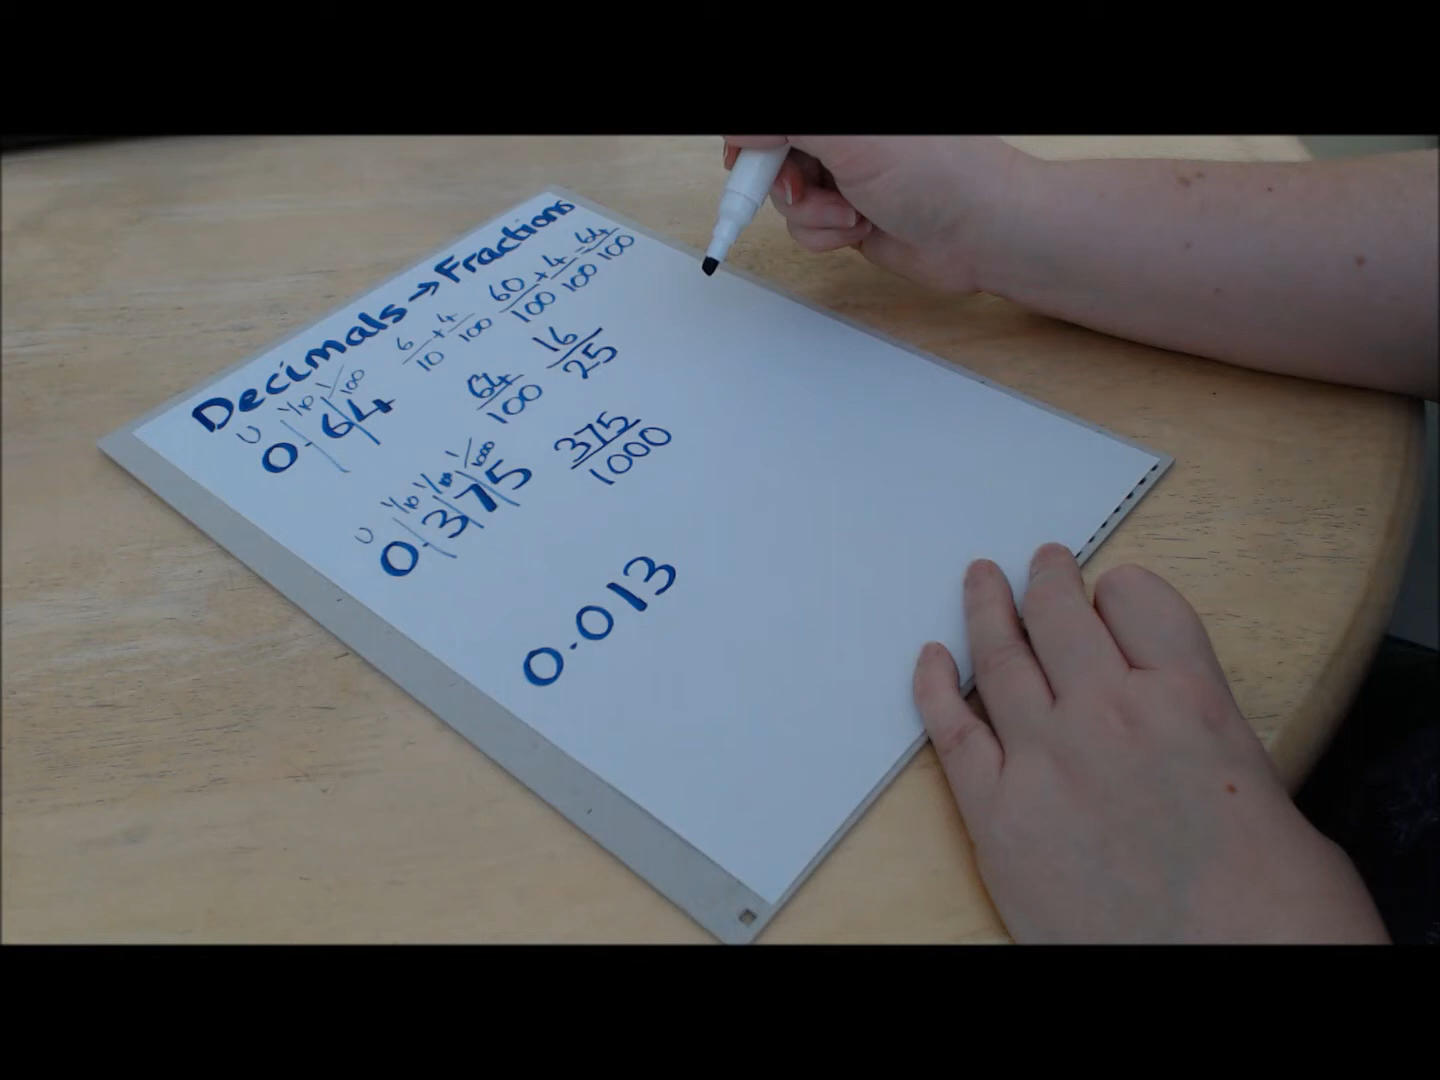 Decimals → Fractions
U 1/10 1/100
0.64
6/10 + 4/100
60/100 + 4/100 = 64/100
64/100
16/25
U 1/10 1/100 1/1000
0.375
375/1000
0.013